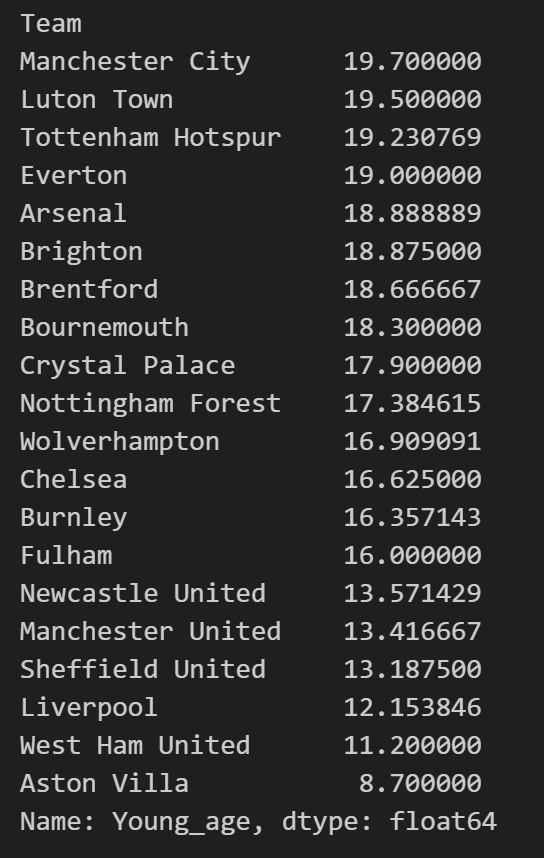 Team
Manchester City      19.700000
Luton Town           19.500000
Tottenham Hotspur    19.230769
Everton              19.000000
Arsenal              18.888889
Brighton             18.875000
Brentford            18.666667
Bournemouth          18.300000
Crystal Palace       17.900000
Nottingham Forest    17.384615
Wolverhampton        16.909091
Chelsea              16.625000
Burnley              16.357143
Fulham               16.000000
Newcastle United     13.571429
Manchester United    13.416667
Sheffield United     13.187500
Liverpool            12.153846
West Ham United      11.200000
Aston Villa           8.700000
Name: Young_age, dtype: float64